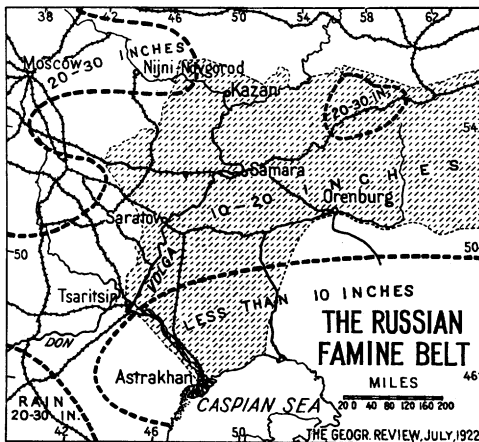 38 42 46 50 54 58 62
20-30 INCHES
Moscow
Nijni-Novgorod
Kazan
20-30 IN.
54
Samara
10-20 INCHES
Orenburg
Saratov
50
50
VOLGA
Tsaritsin
LESS THAN 10 INCHES
DON
THE RUSSIAN
FAMINE BELT
MILES
20 0 40 80 120 160 200
Astrakhan
46
CASPIAN SEA
RAIN
20-30 IN.
42 46 50
THE GEOGR. REVIEW, JULY, 1922